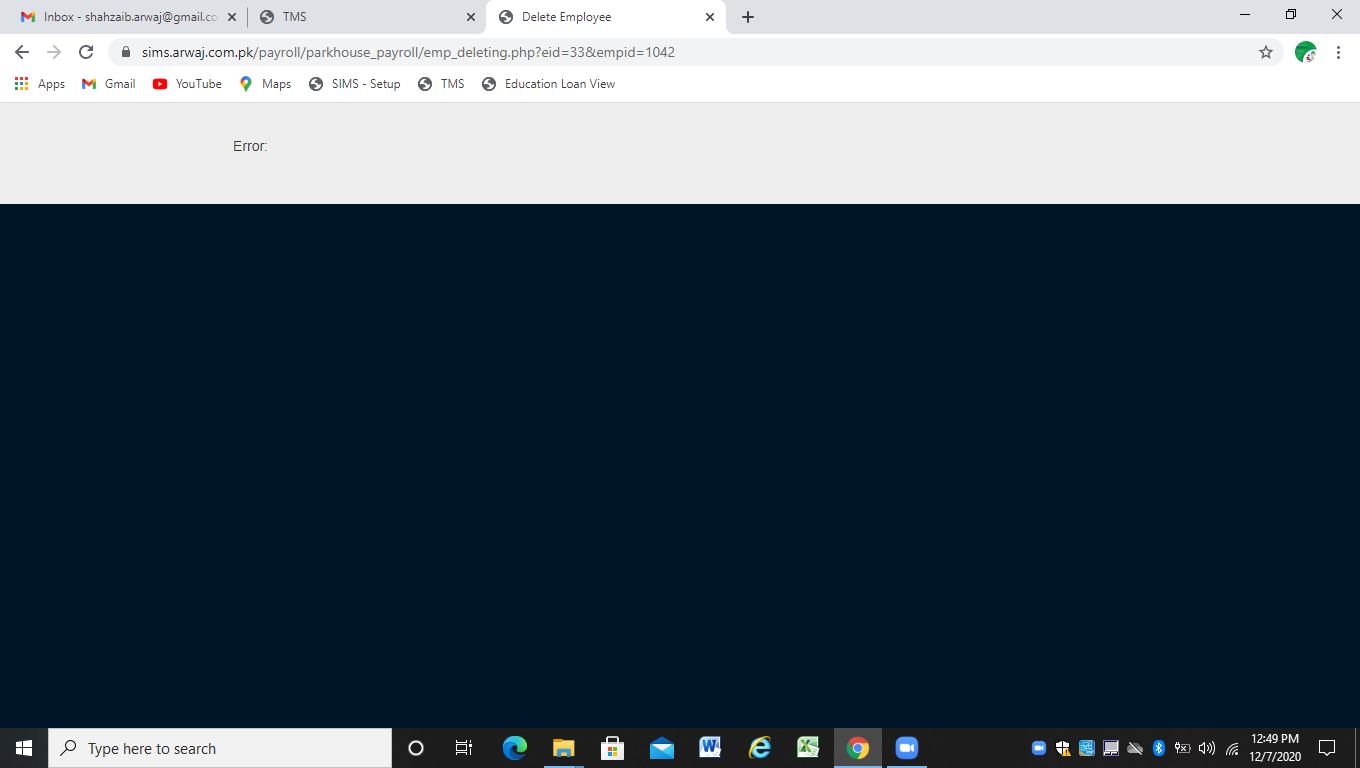 Inbox - shahzaib.arwaj@gmail.co
TMS
Delete Employee
sims.arwaj.com.pk/payroll/parkhouse_payroll/emp_deleting.php?eid=33&empid=1042
Apps Gmail YouTube Maps SIMS - Setup TMS Education Loan View
Error:
Type here to search
12:49 PM
12/7/2020